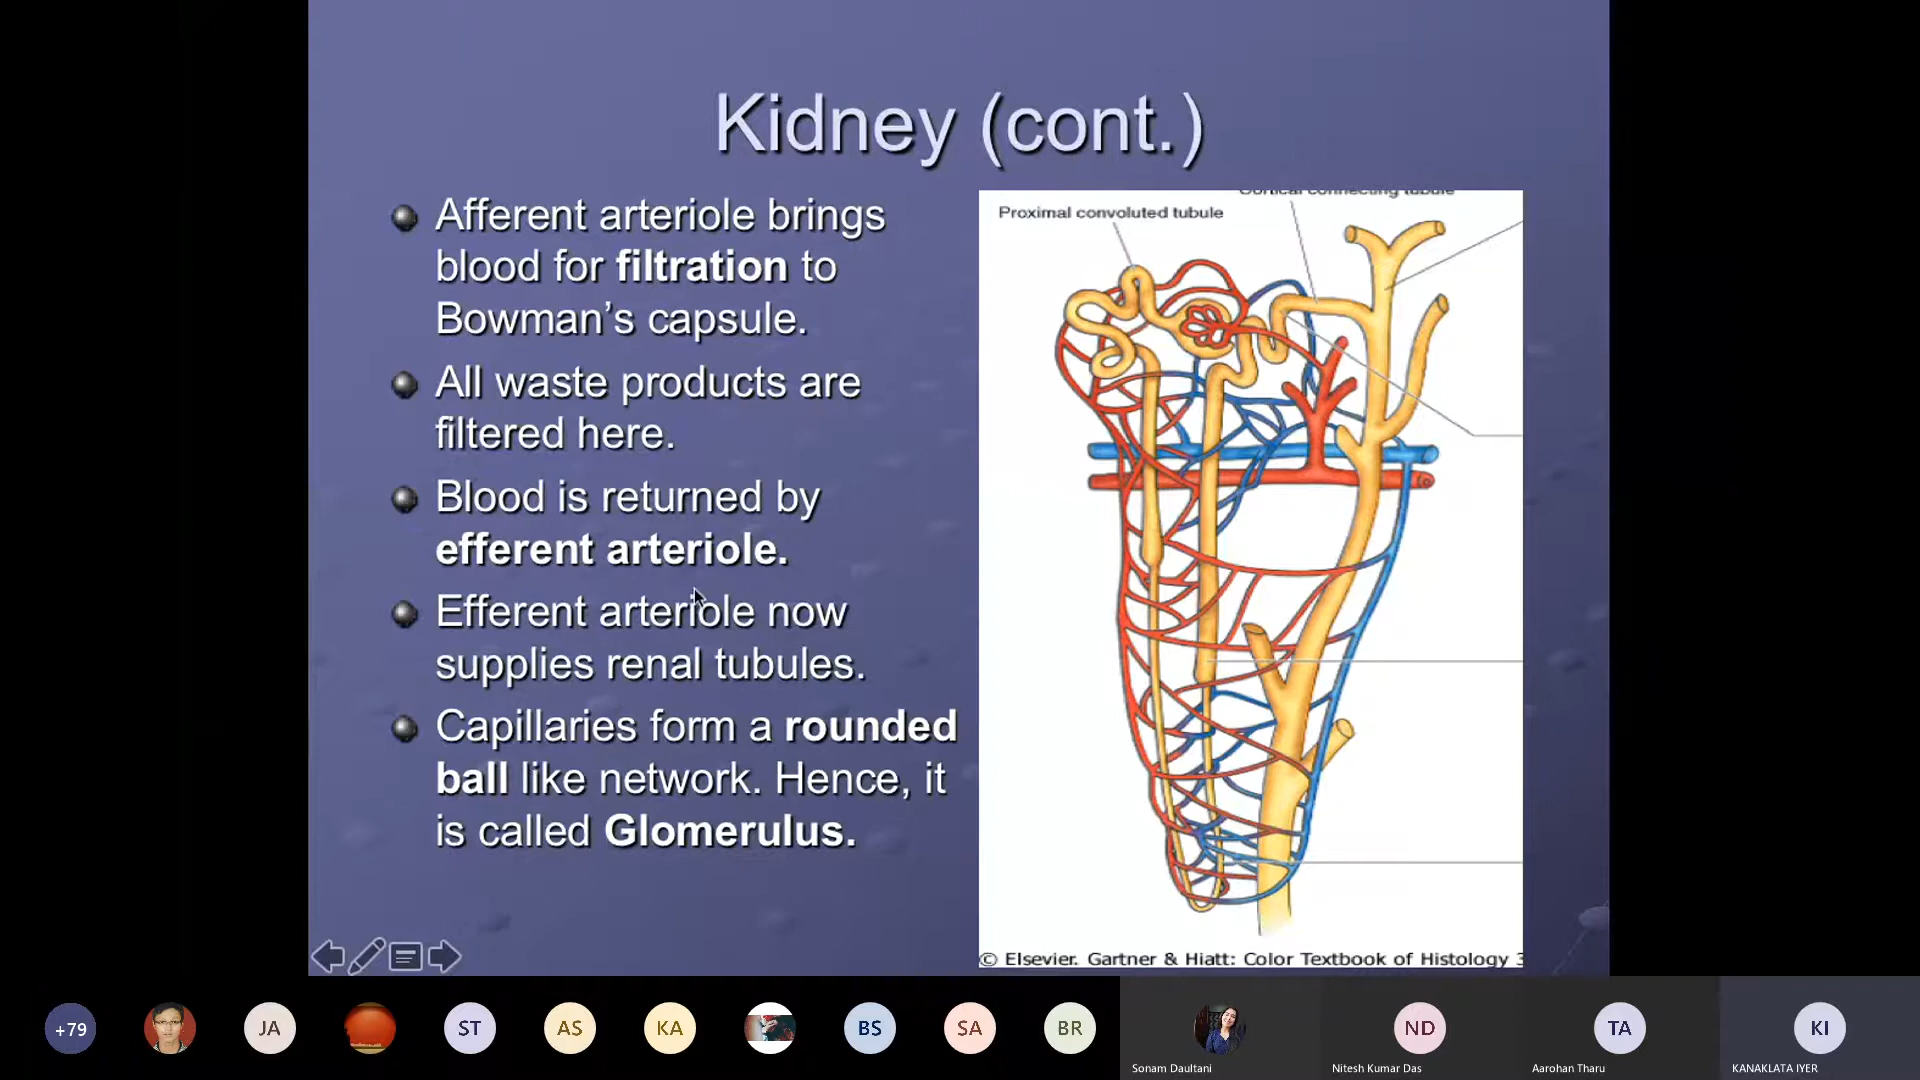 Kidney (cont.)
Afferent arteriole brings
blood for filtration to
Bowman’s capsule.
All waste products are
filtered here.
Blood is returned by
efferent arteriole.
Efferent arteriole now
supplies renal tubules.
Capillaries form a rounded
ball like network. Hence, it
is called Glomerulus.
Cortical connecting tubule
Proximal convoluted tubule
© Elsevier. Gartner & Hiatt: Color Textbook of Histology 3
+79
JA
ST
AS
KA
BS
SA
BR
Sonam Daultani
ND
Nitesh Kumar Das
TA
Aarohan Tharu
KI
KANAKLATA IYER